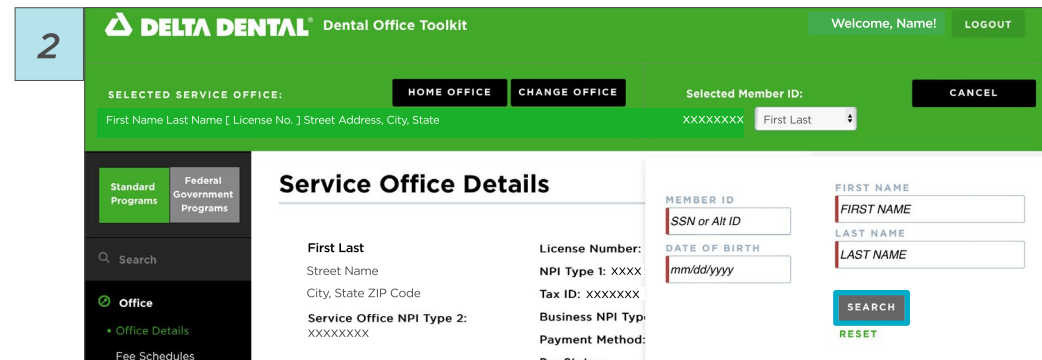 2
DELTA DENTAL® Dental Office Toolkit
Welcome, Name!
LOGOUT
SELECTED SERVICE OFFICE:
HOME OFFICE
CHANGE OFFICE
Selected Member ID:
CANCEL
First Name Last Name [ License No. ] Street Address, City, State
XXXXXXXX
First Last
Standard
Programs
Federal
Government
Programs
Search
Office
• Office Details
Fee Schedules
Service Office Details
First Last
Street Name
City, State ZIP Code
Service Office NPI Type 2:
XXXXXXXX
License Number:
NPI Type 1: XXXX
Tax ID: XXXXXXX
Business NPI Typ
Payment Method:
MEMBER ID
SSN or Alt ID
DATE OF BIRTH
mm/dd/yyyy
FIRST NAME
FIRST NAME
LAST NAME
LAST NAME
SEARCH
RESET